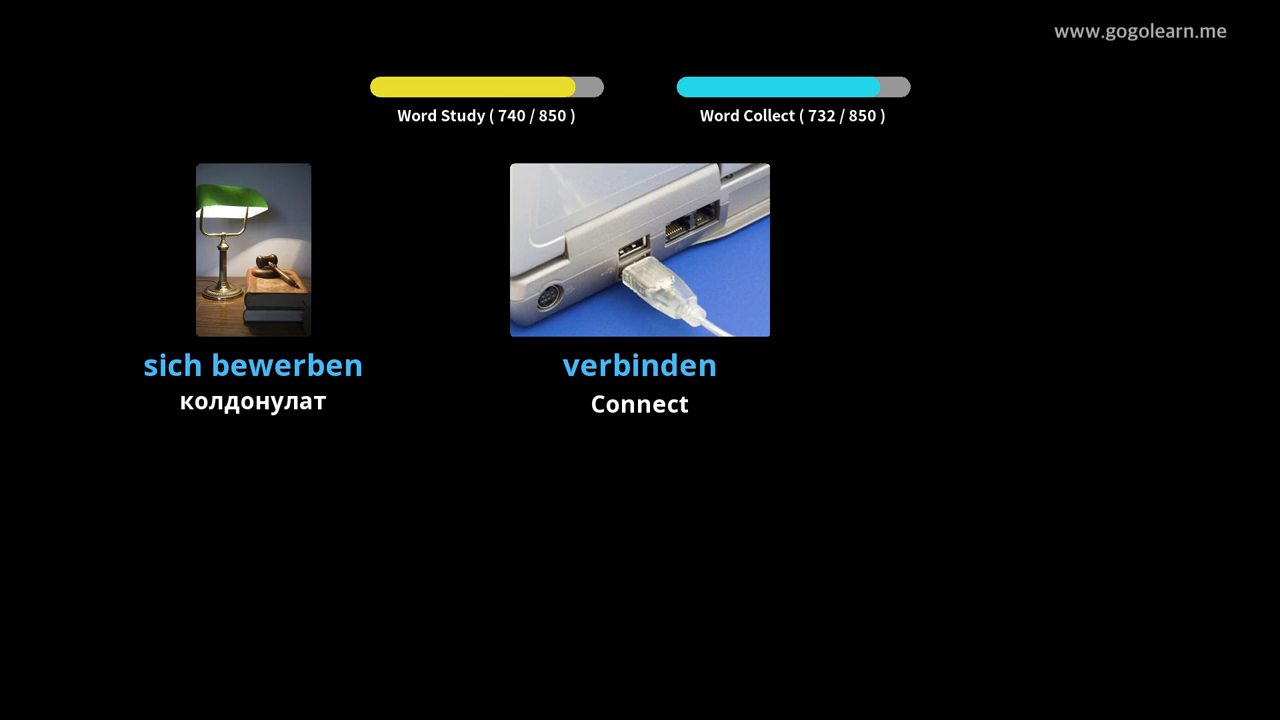 www.gogolearn.me
Word Study ( 740 / 850 )
Word Collect ( 732 / 850 )
sich bewerben
колдонулат
verbinden
Connect